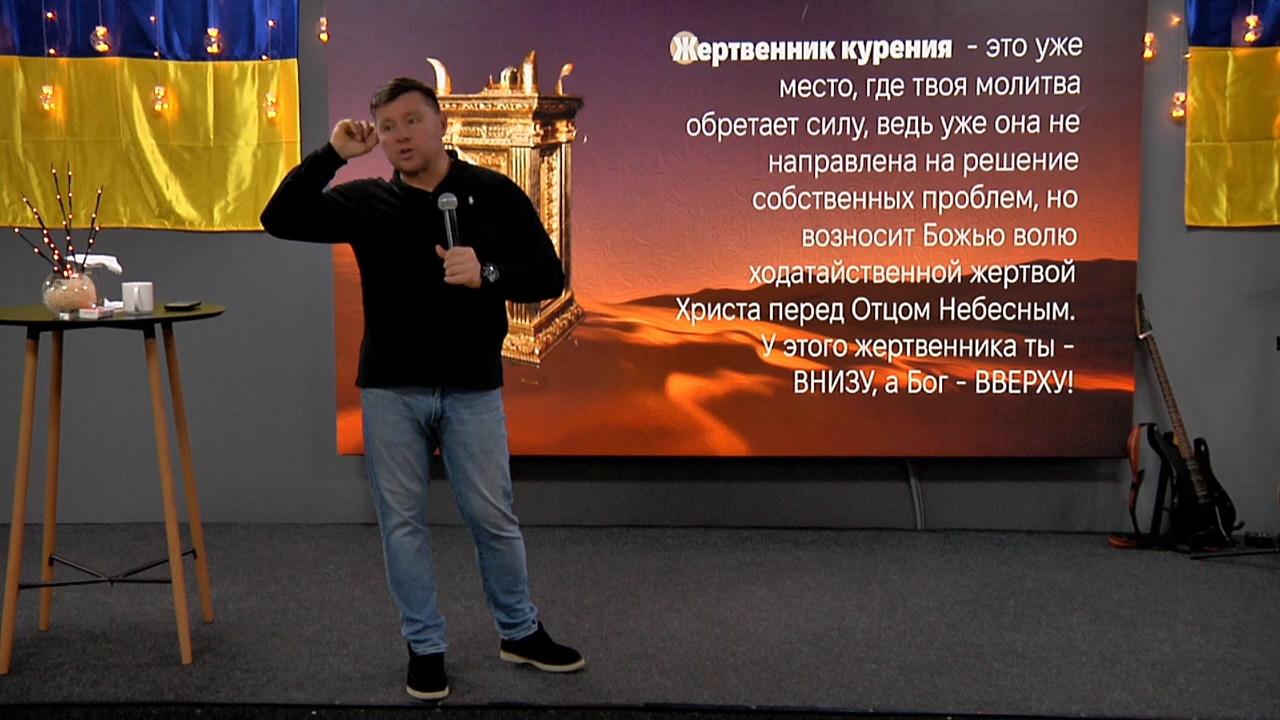 Жертвенник курения - это уже
место, где твоя молитва
обретает силу, ведь уже она не
направлена на решение
собственных проблем, но
возносит Божью волю
ходатайственной жертвой
Христа перед Отцом Небесным.
У этого жертвенника ты -
ВНИЗУ, а Бог - ВВЕРХУ!